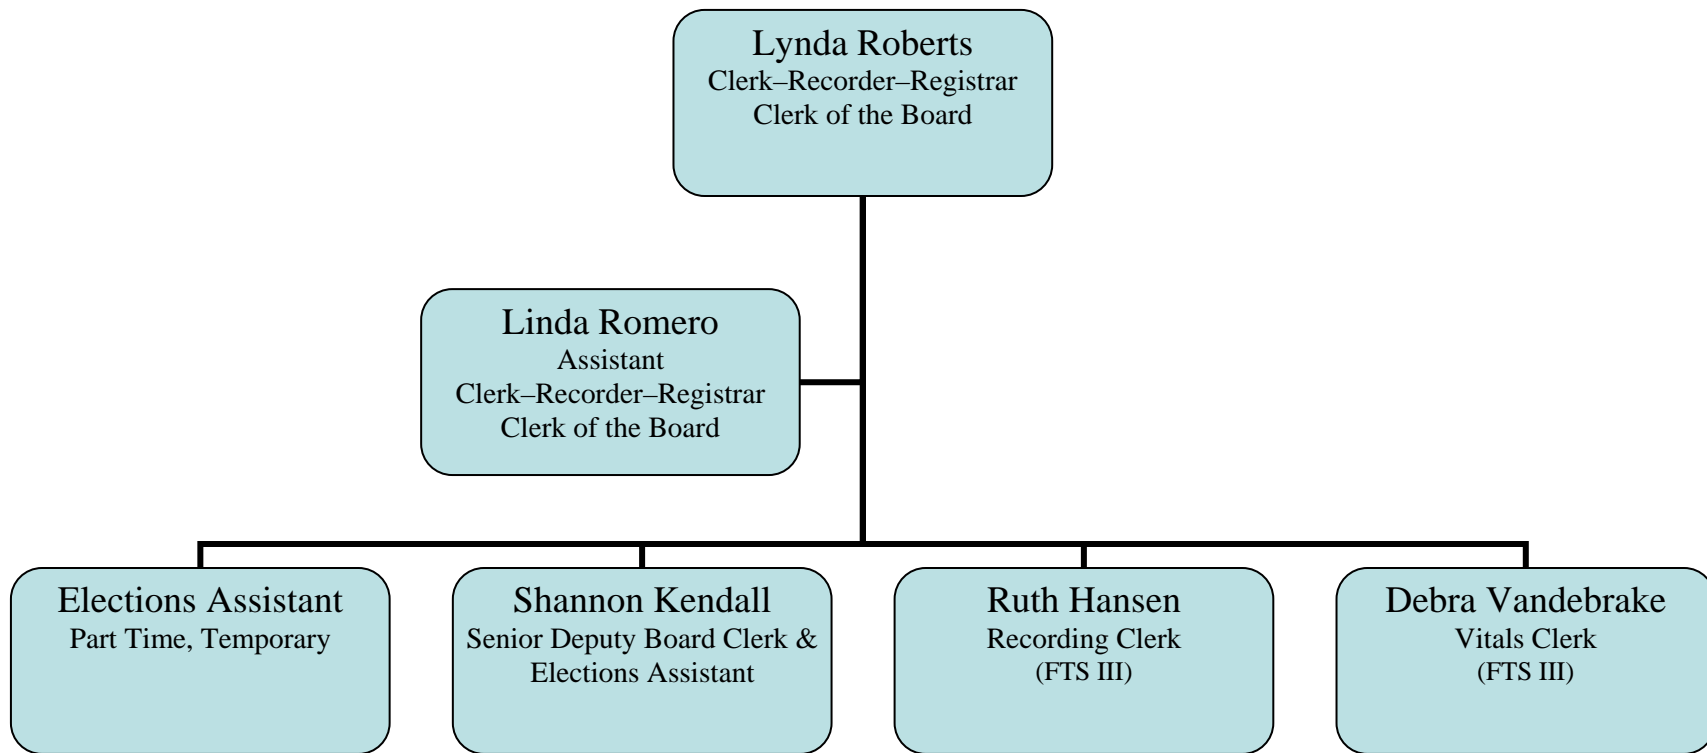 Lynda Roberts
Clerk–Recorder–Registrar
Clerk of the Board
Linda Romero
Assistant
Clerk–Recorder–Registrar
Clerk of the Board
Elections Assistant
Part Time, Temporary
Shannon Kendall
Senior Deputy Board Clerk &
Elections Assistant
Ruth Hansen
Recording Clerk
(FTS III)
Debra Vandebrake
Vitals Clerk
(FTS III)